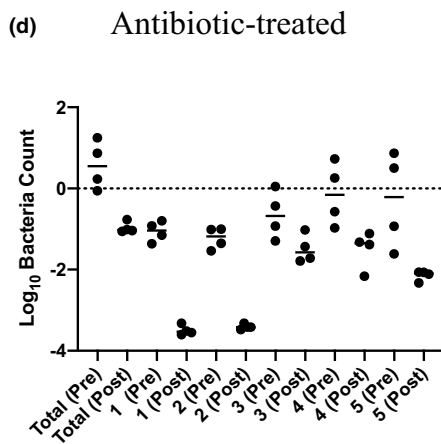 (d) Antibiotic-treated
Log10 Bacteria Count
2
0
-2
-4
Total (Pre)
Total (Post)
1 (Pre)
1 (Post)
2 (Pre)
2 (Post)
3 (Pre)
3 (Post)
4 (Pre)
4 (Post)
5 (Pre)
5 (Post)